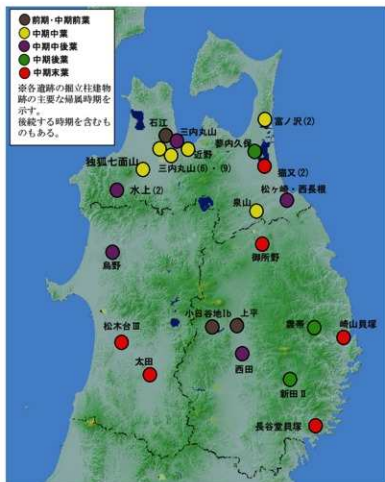 前期・中期前葉
中期中葉
中期中後葉
中期後葉
中期末葉
※各遺跡の掘立柱建物
跡の主要な帰属時期を
示す。
後続する時期を含むも
のもある。
石江
三内丸山
富ノ沢(2)
都内久保
近野
独狐七面山
三内丸山(6)・(9)
猫又(2)
水上(2)
松ヶ崎・西長根
泉山
烏野
御所野
小日谷地Ib
上平
松木台Ⅲ
崎山貝塚
太田
西田
新田Ⅱ
長谷堂貝塚